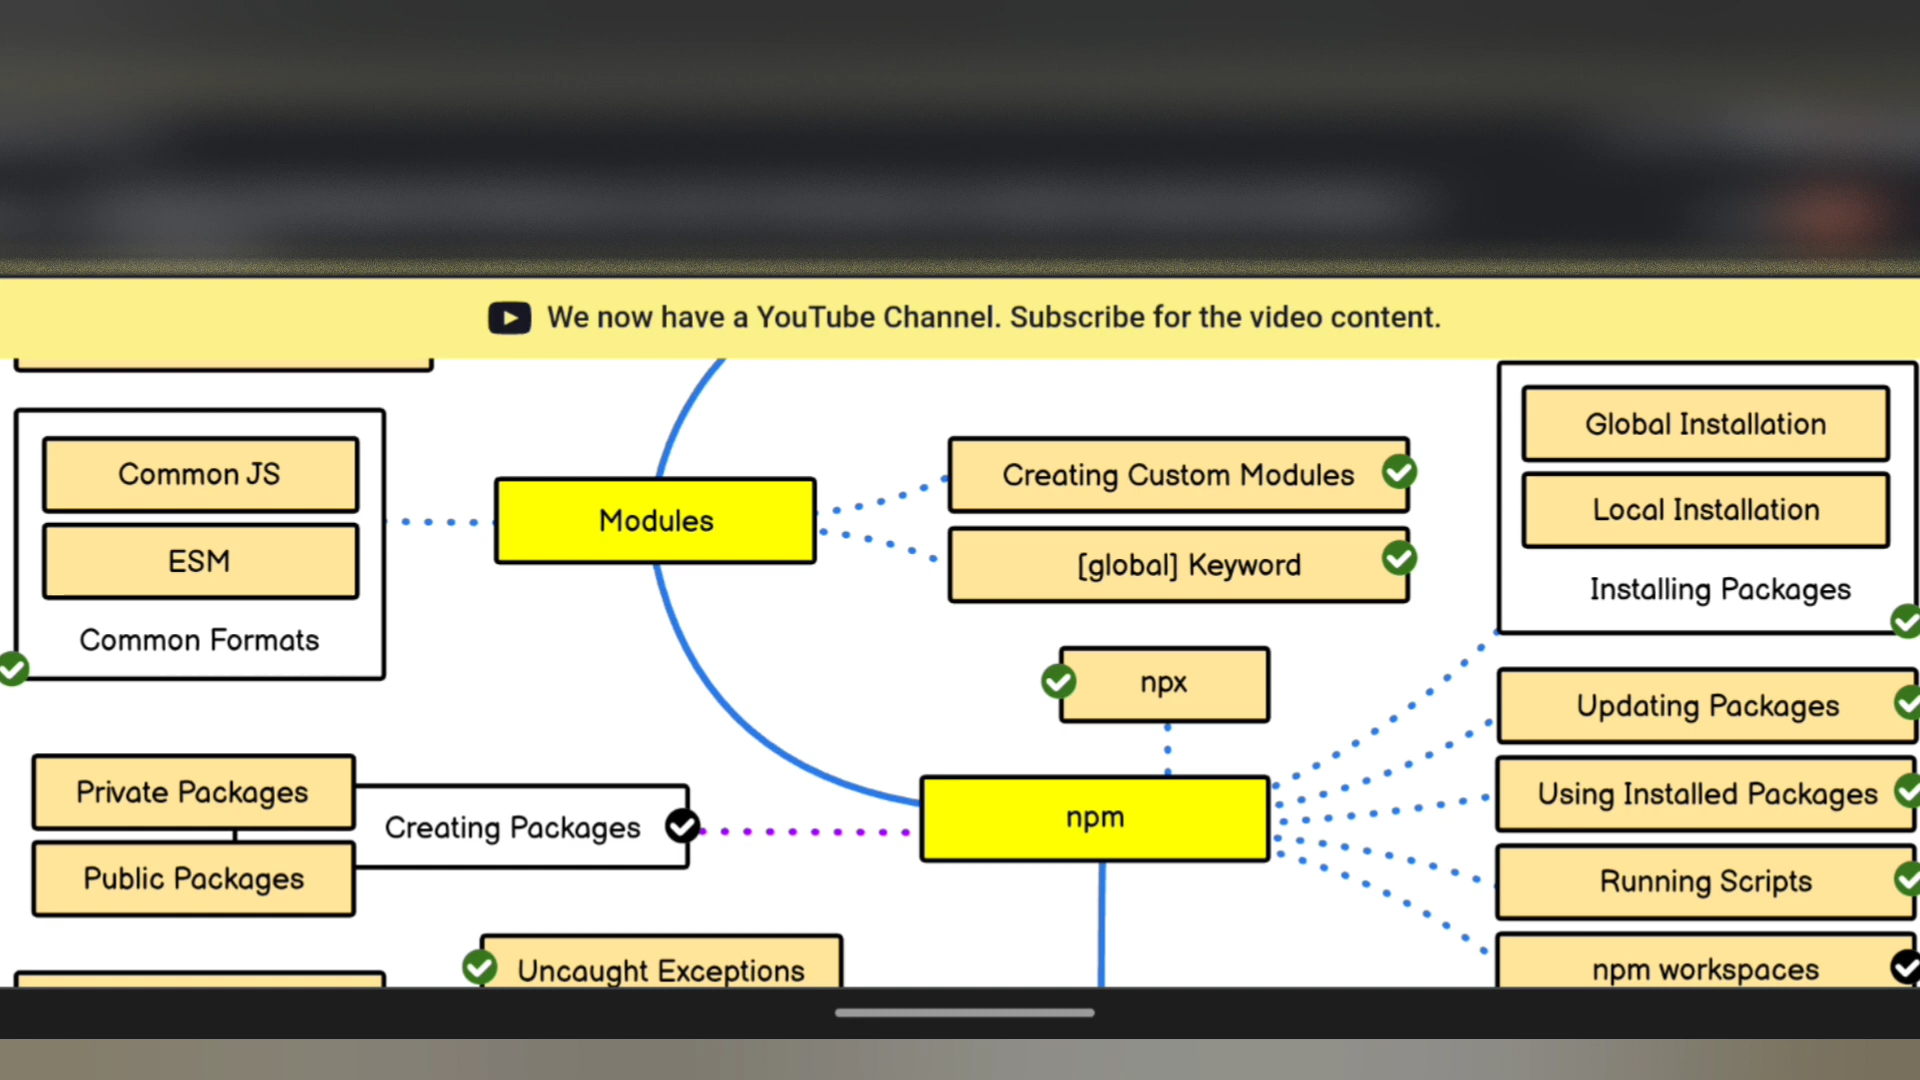 We now have a YouTube Channel. Subscribe for the video content.
Common JS
ESM
Common Formats
Modules
Creating Custom Modules
[global] Keyword
Global Installation
Local Installation
Installing Packages
npx
npm
Updating Packages
Using Installed Packages
Running Scripts
npm workspaces
Private Packages
Public Packages
Creating Packages
Uncaught Exceptions